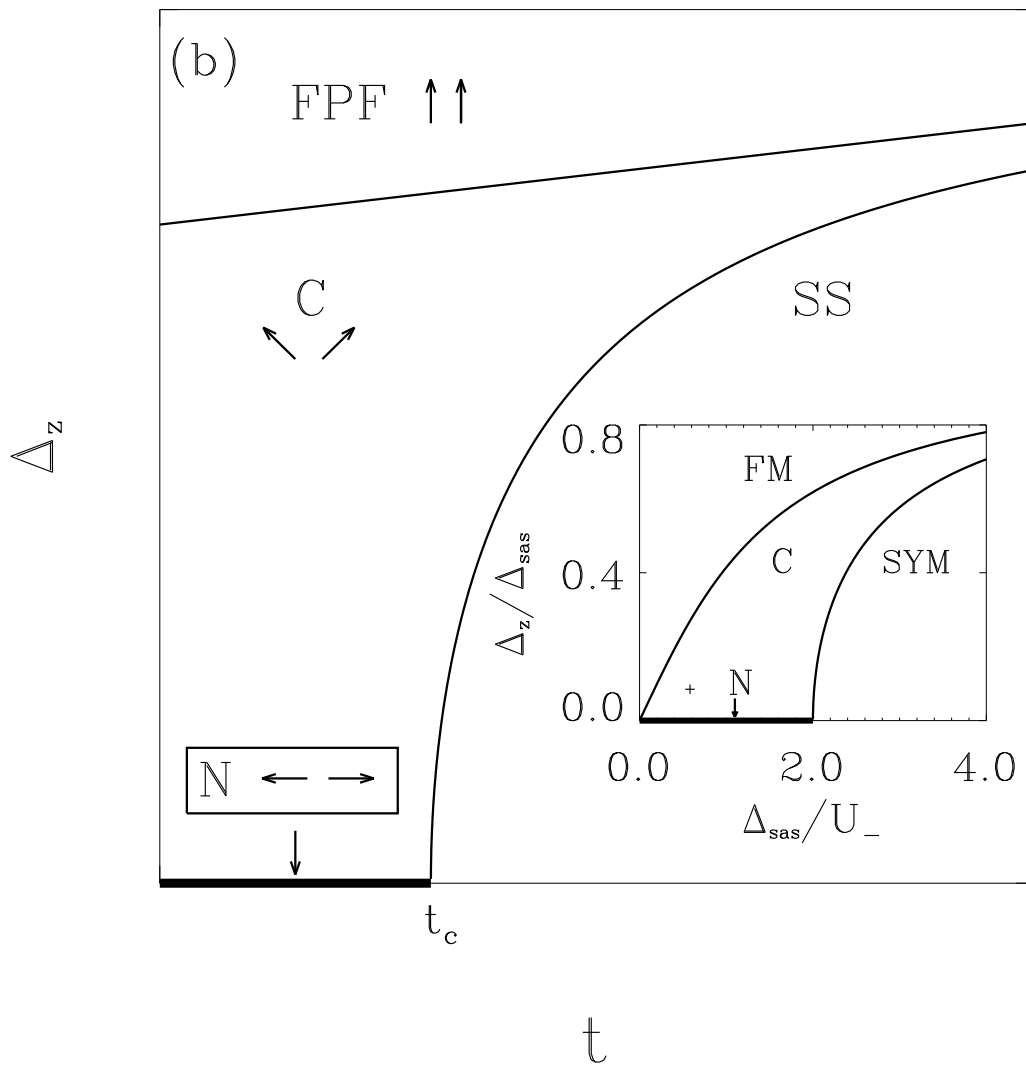 (b)
FPF
C
SS
Δz
0.8
FM
Δz/Δsas
0.4
C
SYM
+ N
0.0
0.0 2.0 4.0
Δsas/U_
N
tc
t